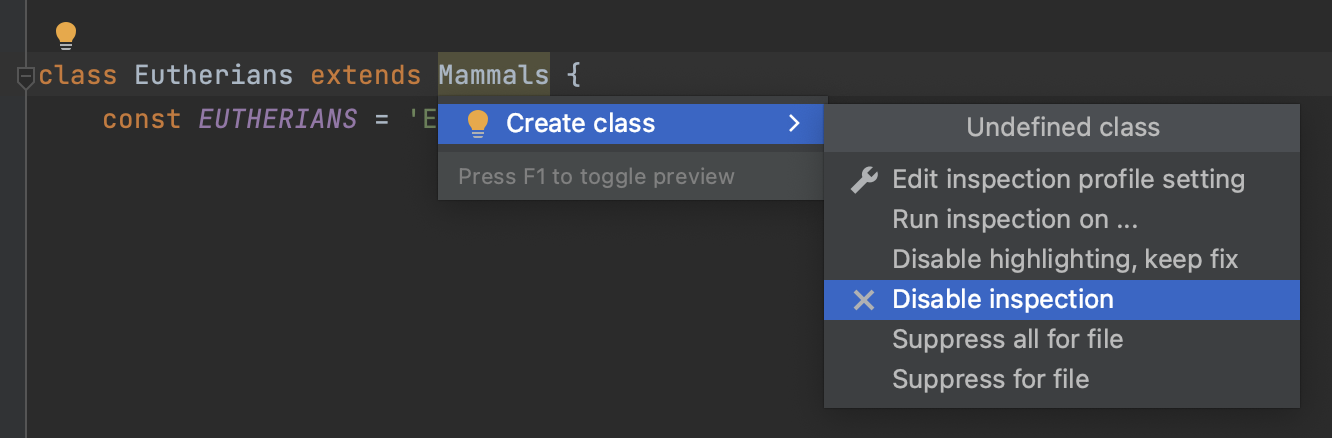 class Eutherians extends Mammals {
const EUTHERIANS = 'E
Create class
Press F1 to toggle preview
Undefined class
Edit inspection profile setting
Run inspection on ...
Disable highlighting, keep fix
Disable inspection
Suppress all for file
Suppress for file